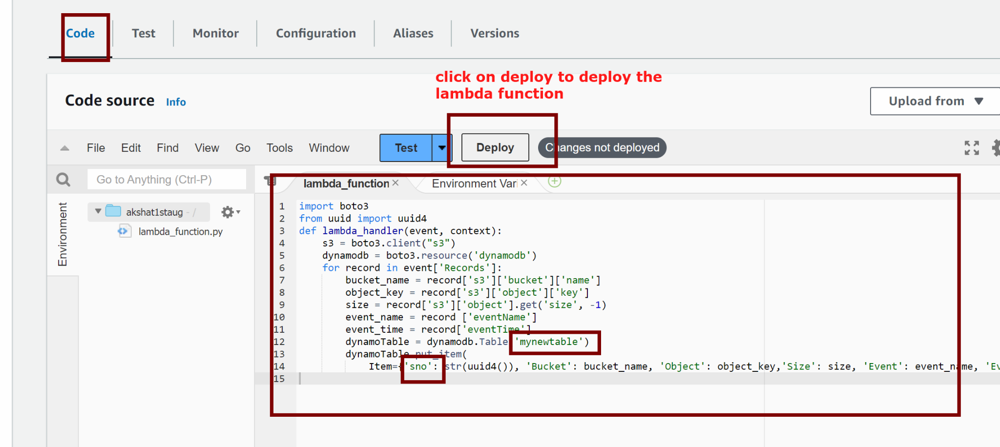 Code Test Monitor Configuration Aliases Versions
click on deploy to deploy the
lambda function
Code source Info
Upload from
File Edit Find View Go Tools Window Test Deploy Changes not deployed
Go to Anything (Ctrl-P)
lambda_function Environment Vari
Environment
akshat1staug - /
lambda_function.py
1 import boto3
2 from uuid import uuid4
3 def lambda_handler(event, context):
4 s3 = boto3.client("s3")
5 dynamodb = boto3.resource('dynamodb')
6 for record in event['Records']:
7 bucket_name = record['s3']['bucket']['name']
8 object_key = record['s3']['object']['key']
9 size = record['s3']['object'].get('size', -1)
10 event_name = record ['eventName']
11 event_time = record['eventTime']
12 dynamoTable = dynamodb.Table('mynewtable')
13 dynamoTable.put_item(
14 Item={'sno': str(uuid4()), 'Bucket': bucket_name, 'Object': object_key,'Size': size, 'Event': event_name, 'Ev
15